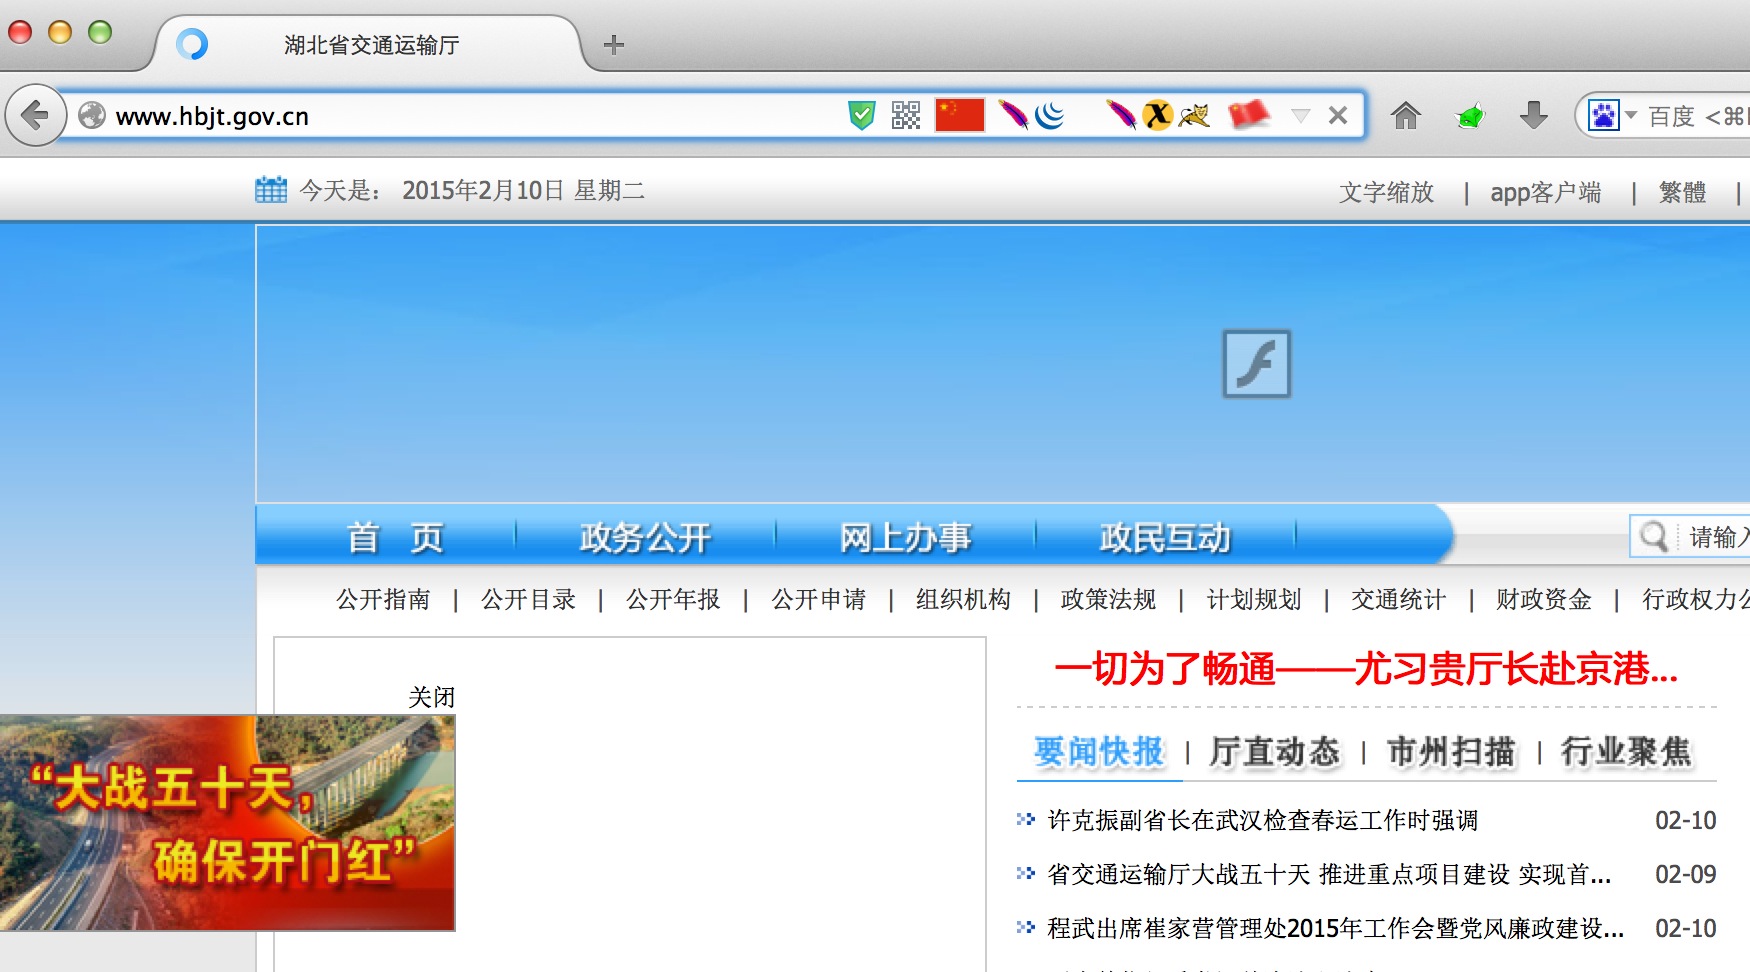 湖北省交通运输厅
www.hbjt.gov.cn
百度 <⌘
今天是： 2015年2月10日 星期二
文字缩放 | app客户端 | 繁體 |
首 页 政务公开 网上办事 政民互动
请输入
公开指南 | 公开目录 | 公开年报 | 公开申请 | 组织机构 | 政策法规 | 计划规划 | 交通统计 | 财政资金 | 行政权力公
一切为了畅通——尤习贵厅长赴京港...
关闭
“大战五十天，
确保开门红”
要闻快报 | 厅直动态 | 市州扫描 | 行业聚焦
许克振副省长在武汉检查春运工作时强调 02-10
省交通运输厅大战五十天 推进重点项目建设 实现首... 02-09
程武出席崔家营管理处2015年工作会暨党风廉政建设... 02-10